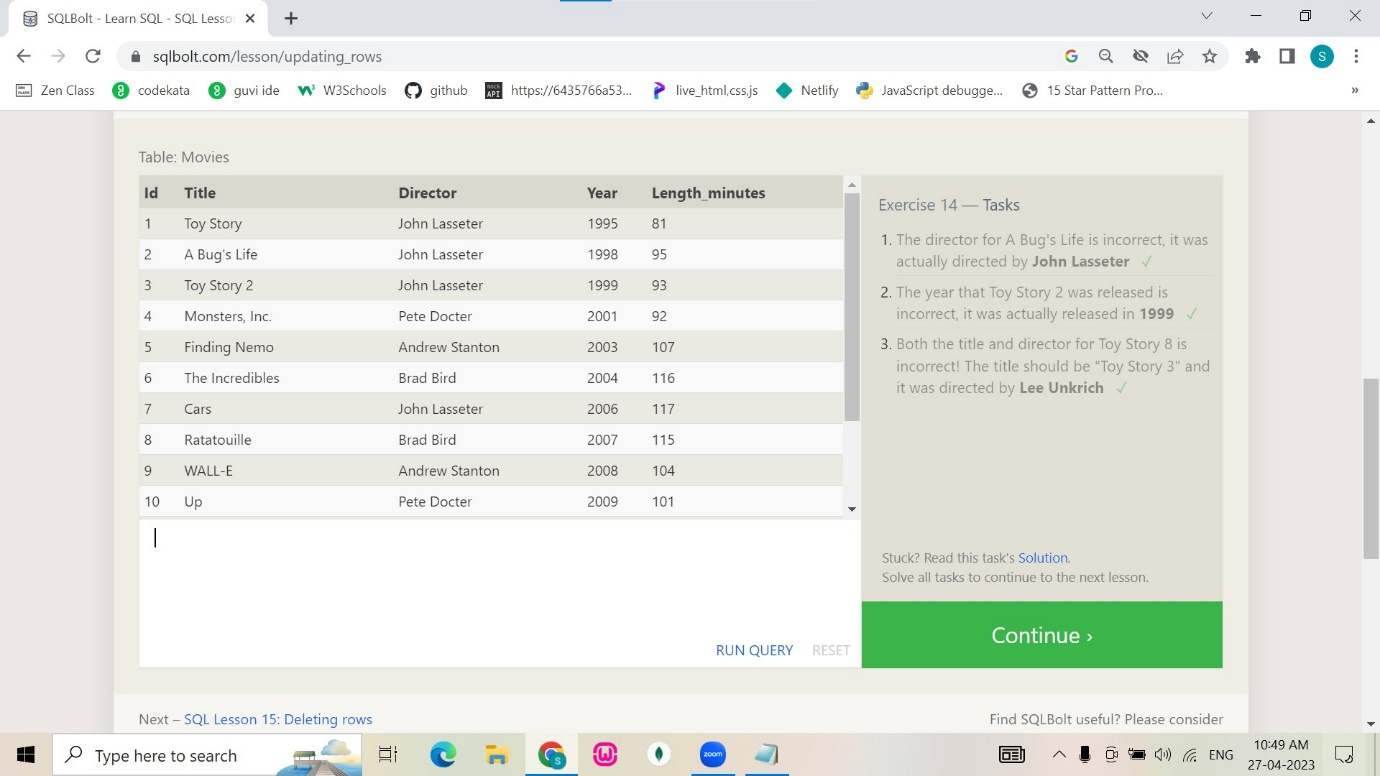 SQLBolt - Learn SQL - SQL Lesso
sqlbolt.com/lesson/updating_rows
S
Zen Class codekata guvi ide W3Schools github https://6435766a53... live_html,css,js Netlify JavaScript debugge... 15 Star Pattern Pro... »
Table: Movies
Id Title Director Year Length_minutes
1 Toy Story John Lasseter 1995 81
2 A Bug's Life John Lasseter 1998 95
3 Toy Story 2 John Lasseter 1999 93
4 Monsters, Inc. Pete Docter 2001 92
5 Finding Nemo Andrew Stanton 2003 107
6 The Incredibles Brad Bird 2004 116
7 Cars John Lasseter 2006 117
8 Ratatouille Brad Bird 2007 115
9 WALL-E Andrew Stanton 2008 104
10 Up Pete Docter 2009 101
RUN QUERY RESET
Exercise 14 — Tasks
1. The director for A Bug's Life is incorrect, it was
actually directed by John Lasseter ✓
2. The year that Toy Story 2 was released is
incorrect, it was actually released in 1999 ✓
3. Both the title and director for Toy Story 8 is
incorrect! The title should be "Toy Story 3" and
it was directed by Lee Unkrich ✓
Stuck? Read this task's Solution.
Solve all tasks to continue to the next lesson.
Continue ›
Next – SQL Lesson 15: Deleting rows
Find SQLBolt useful? Please consider
Type here to search
zoom
ENG
10:49 AM
27-04-2023